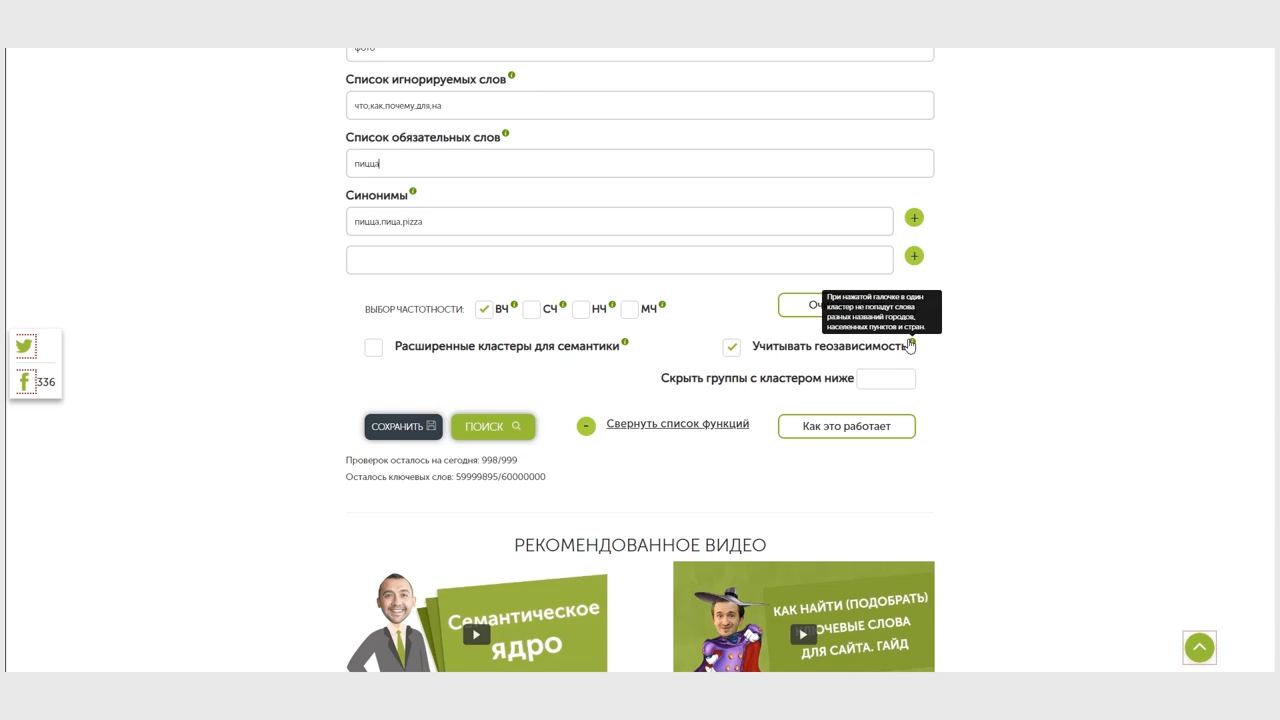 фото
Список игнорируемых слов
что,как,почему,для,на
Список обязательных слов
пицца
Синонимы
пицца,пица,pizza
ВЫБОР ЧАСТОТНОСТИ: ВЧ СЧ НЧ МЧ
Оч
При нажатой галочке в один
кластер не попадут слова
разных названий городов,
населенных пунктов и стран.
Расширенные кластеры для семантики
Учитывать геозависимость
Скрыть группы с кластером ниже
336
СОХРАНИТЬ
ПОИСК
- Свернуть список функций
Как это работает
Проверок осталось на сегодня: 998/999
Осталось ключевых слов: 59999895/60000000
РЕКОМЕНДОВАННОЕ ВИДЕО
Семантическое
ядро
КАК НАЙТИ (ПОДОБРАТЬ)
КЛЮЧЕВЫЕ СЛОВА
ДЛЯ САЙТА. ГАЙД